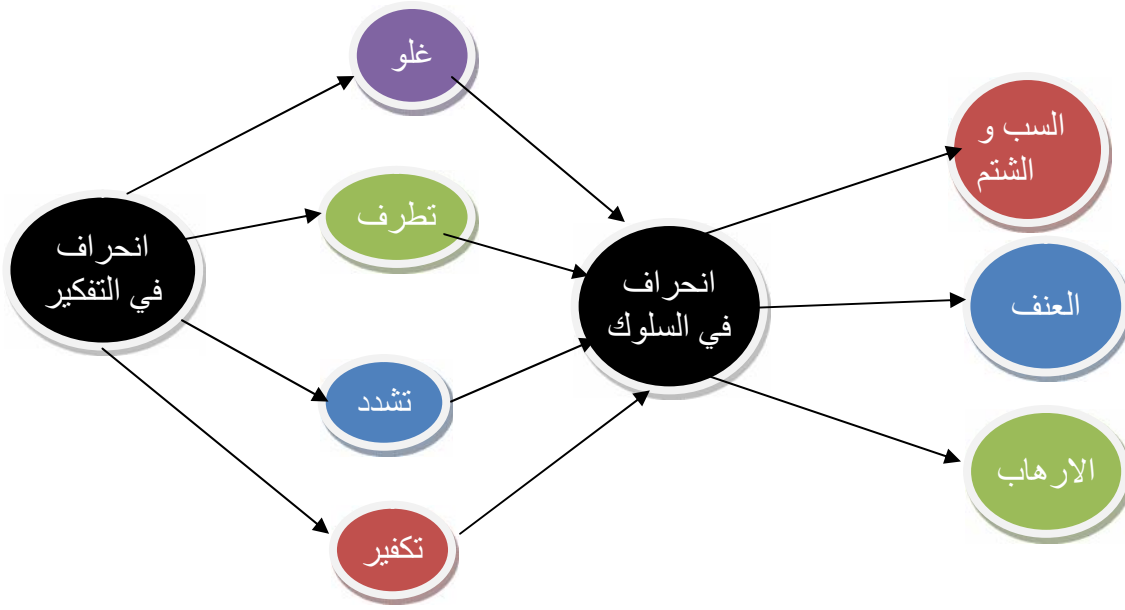 انحراف
في التفكير
غلو
تطرف
تشدد
تكفير
انحراف
في السلوك
السب و
الشتم
العنف
الارهاب